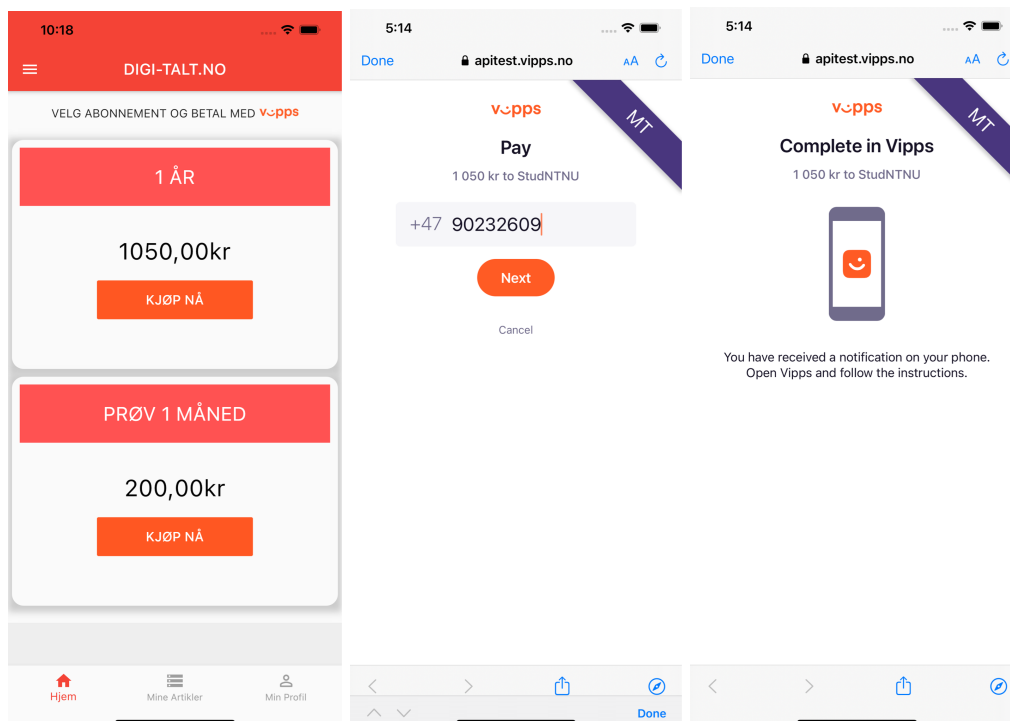 10:18
DIGI-TALT.NO
VELG ABONNEMENT OG BETAL MED vipps
1 ÅR
1050,00kr
KJØP NÅ
PRØV 1 MÅNED
200,00kr
KJØP NÅ
Hjem
Mine Artikler
Min Profil
5:14
Done
apitest.vipps.no
AA
MT
vipps
Pay
1 050 kr to StudNTNU
+47 90232609
Next
Cancel
Done
5:14
Done
apitest.vipps.no
AA
MT
vipps
Complete in Vipps
1 050 kr to StudNTNU
You have received a notification on your phone.
Open Vipps and follow the instructions.